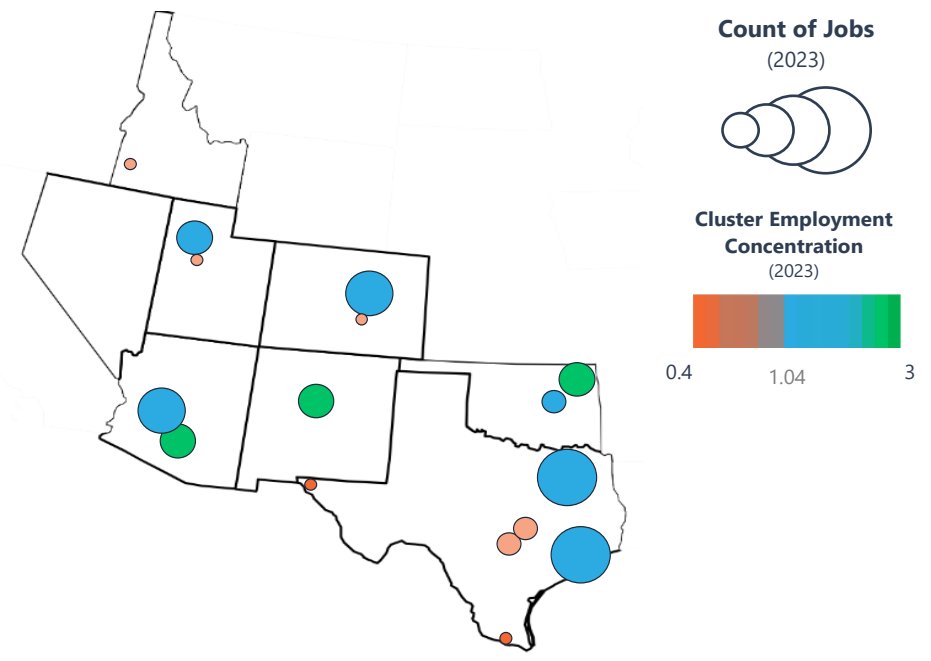 Count of Jobs
(2023)
Cluster Employment
Concentration
(2023)
0.4
1.04
3